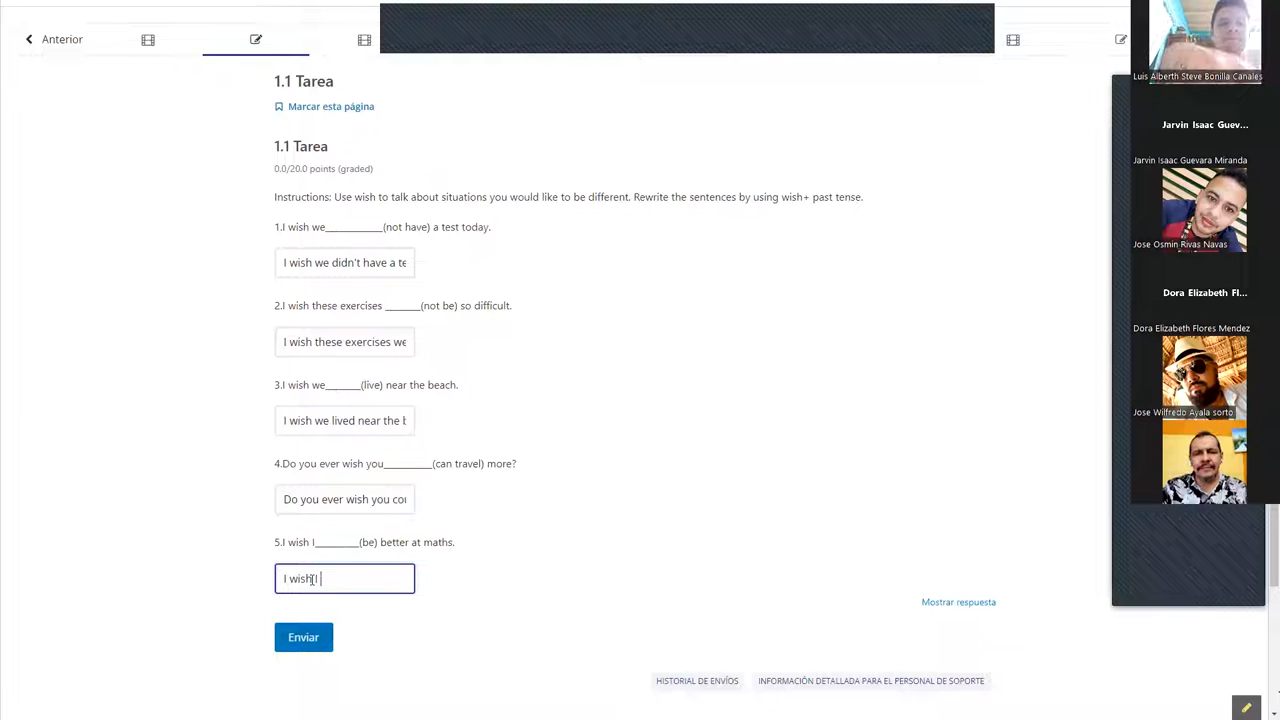 Anterior
Luis Alberth Steve Bonilla Canales
1.1 Tarea
Marcar esta página
Jarvin Isaac Guev...
1.1 Tarea
Jarvin Isaac Guevara Miranda
0.0/20.0 points (graded)
Instructions: Use wish to talk about situations you would like to be different. Rewrite the sentences by using wish+ past tense.
1.I wish we___________(not have) a test today.
Jose Osmin Rivas Navas
I wish we didn't have a te
Dora Elizabeth Fl...
2.I wish these exercises _______(not be) so difficult.
Dora Elizabeth Flores Mendez
I wish these exercises we
3.I wish we_______(live) near the beach.
Jose Wilfredo Ayala sorto
I wish we lived near the b
4.Do you ever wish you_________(can travel) more?
Do you ever wish you cou
5.I wish I________(be) better at maths.
I wish I
Mostrar respuesta
Enviar
HISTORIAL DE ENVÍOS
INFORMACIÓN DETALLADA PARA EL PERSONAL DE SOPORTE